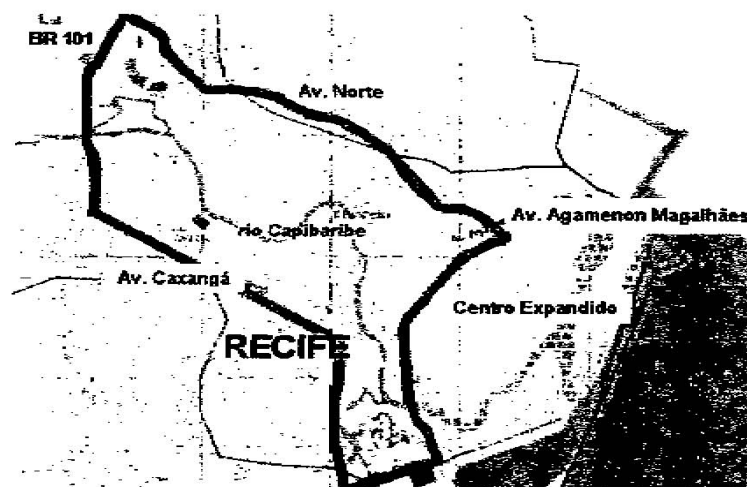 BR 101
Av. Norte
Av. Agamenon Magalhães
rio Capibaribe
Av. Caxangá
Centro Expandido
RECIFE